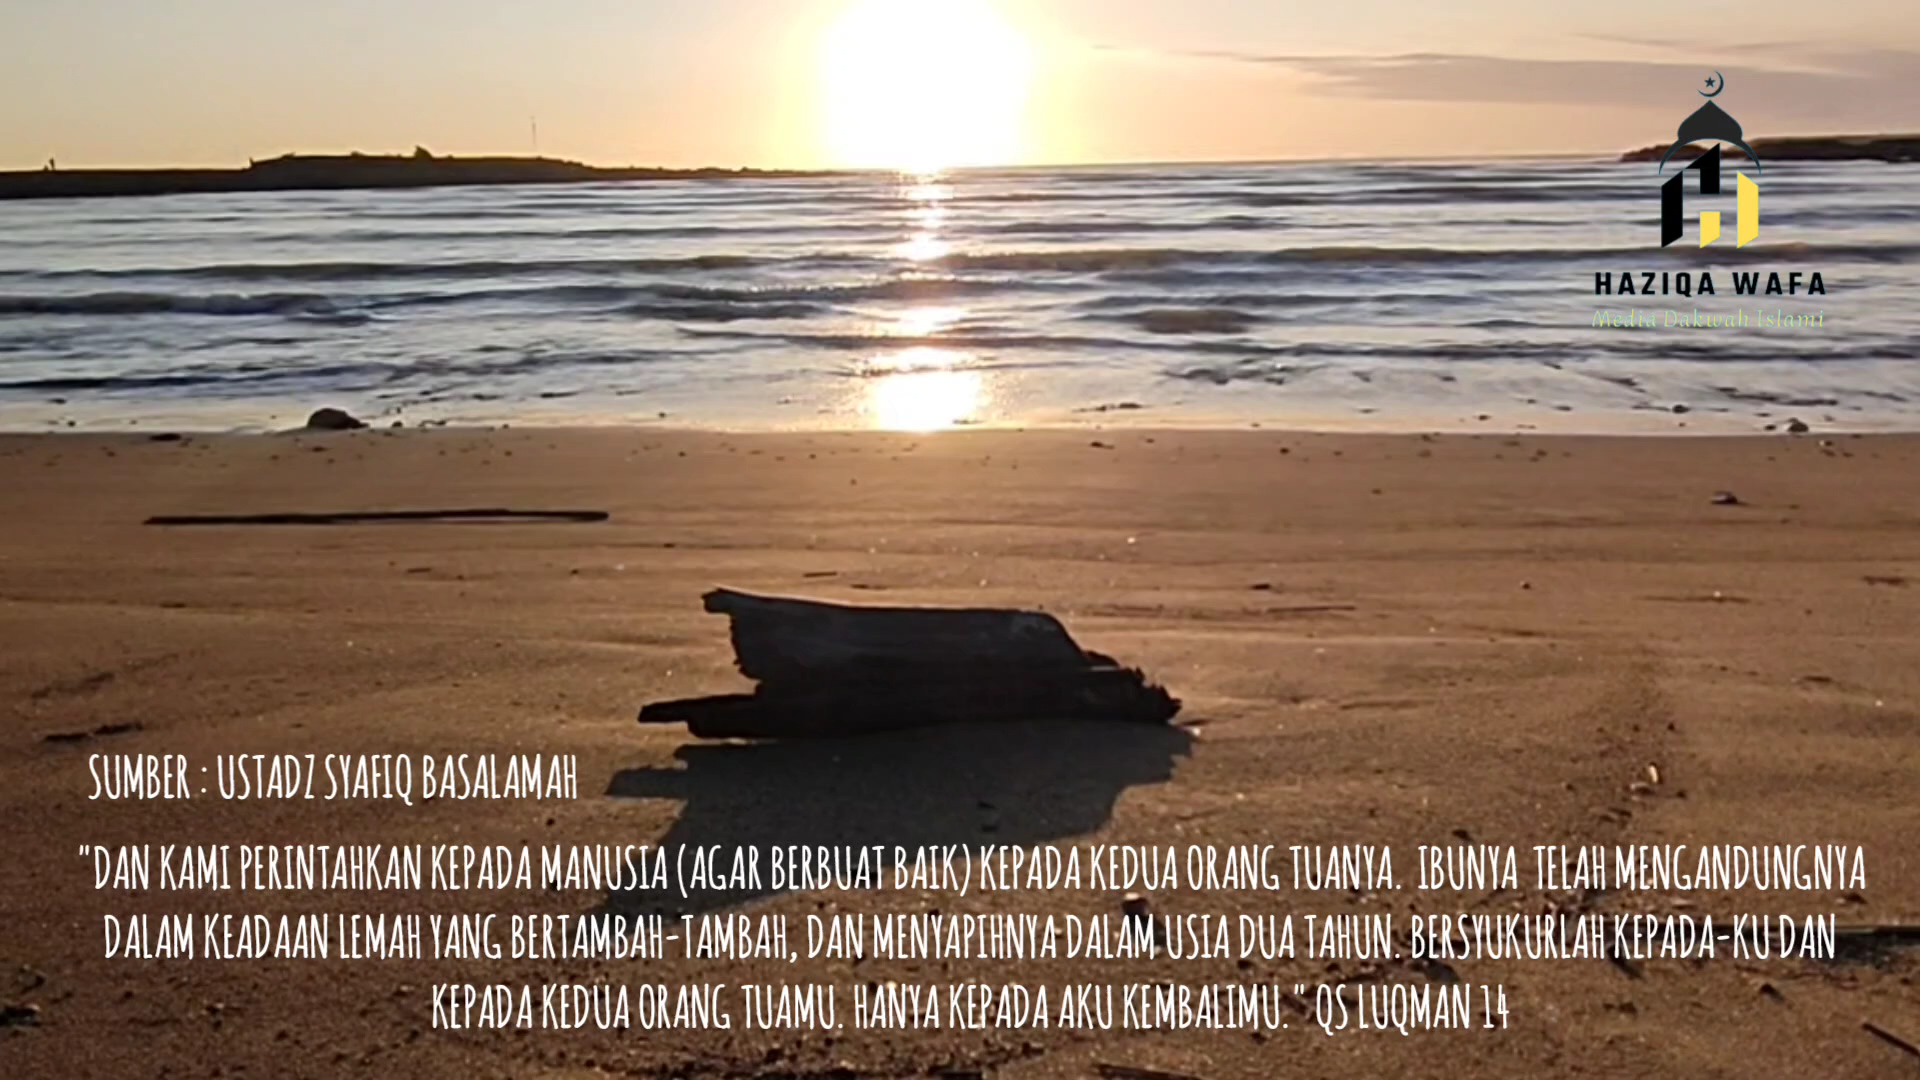 HAZIQA WAFA
Media Dakwah Islami
SUMBER : USTADZ SYAFIQ BASALAMAH
"DAN KAMI PERINTAHKAN KEPADA MANUSIA (AGAR BERBUAT BAIK) KEPADA KEDUA ORANG TUANYA. IBUNYA TELAH MENGANDUNGNYA
DALAM KEADAAN LEMAH YANG BERTAMBAH-TAMBAH, DAN MENYAPIHNYA DALAM USIA DUA TAHUN. BERSYUKURLAH KEPADA-KU DAN
KEPADA KEDUA ORANG TUAMU. HANYA KEPADA AKU KEMBALIMU." QS LUQMAN 14